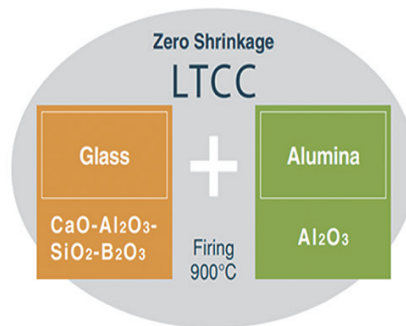 Zero Shrinkage
LTCC
Glass
CaO-Al₂O₃-
SiO₂-B₂O₃
+
Firing
900°C
Alumina
Al₂O₃